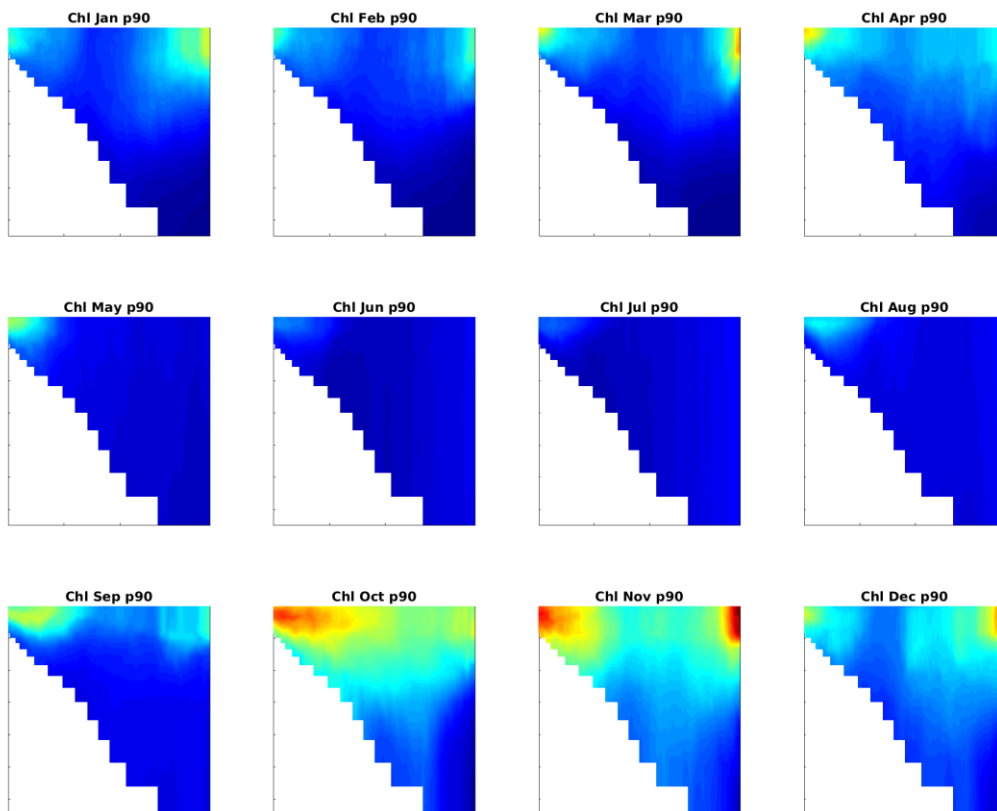 Chl Jan p90
Chl Feb p90
Chl Mar p90
Chl Apr p90
Chl May p90
Chl Jun p90
Chl Jul p90
Chl Aug p90
Chl Sep p90
Chl Oct p90
Chl Nov p90
Chl Dec p90